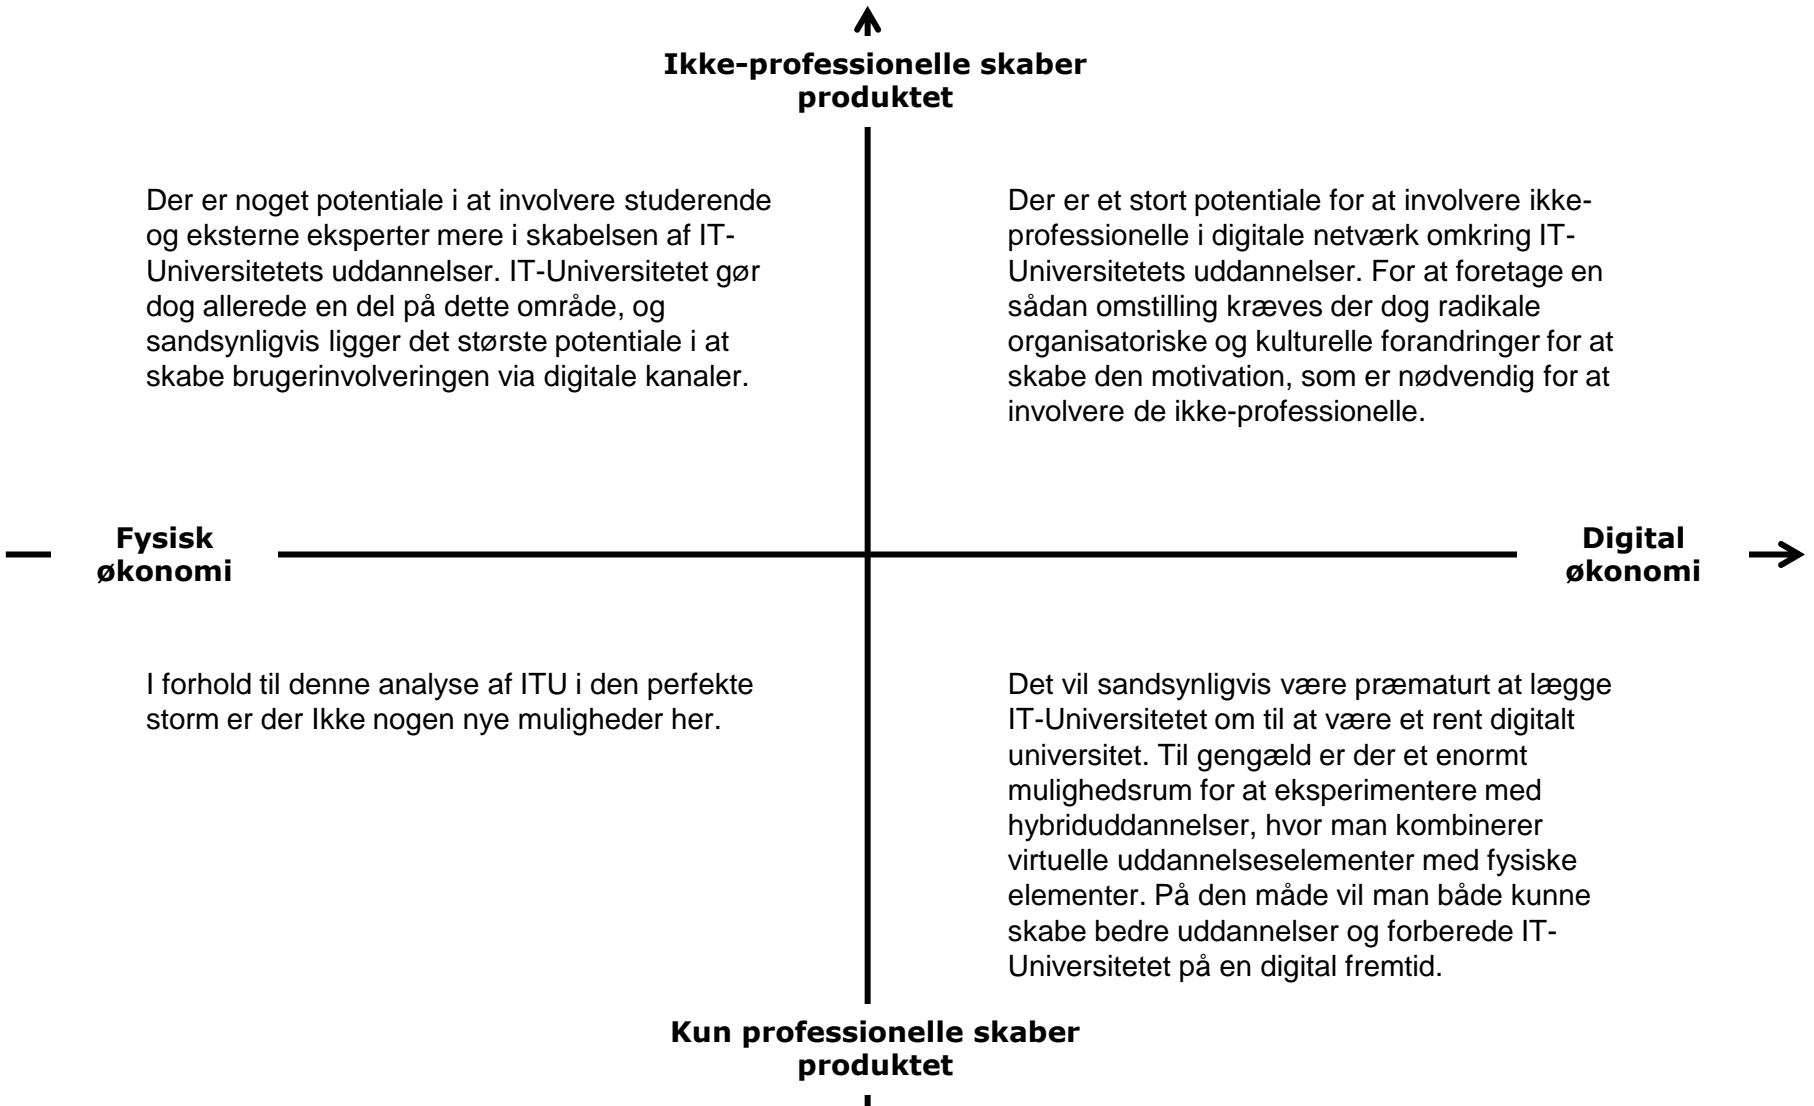 Ikke-professionelle skaber
produktet
Der er noget potentiale i at involvere studerende
og eksterne eksperter mere i skabelsen af IT-
Universitetets uddannelser. IT-Universitetet gør
dog allerede en del på dette område, og
sandsynligvis ligger det største potentiale i at
skabe brugerinvolveringen via digitale kanaler.
Der er et stort potentiale for at involvere ikke-
professionelle i digitale netværk omkring IT-
Universitetets uddannelser. For at foretage en
sådan omstilling kræves der dog radikale
organisatoriske og kulturelle forandringer for at
skabe den motivation, som er nødvendig for at
involvere de ikke-professionelle.
Fysisk
økonomi
Digital
økonomi
I forhold til denne analyse af ITU i den perfekte
storm er der Ikke nogen nye muligheder her.
Det vil sandsynligvis være præmaturt at lægge
IT-Universitetet om til at være et rent digitalt
universitet. Til gengæld er der et enormt
mulighedsrum for at eksperimentere med
hybriduddannelser, hvor man kombinerer
virtuelle uddannelseselementer med fysiske
elementer. På den måde vil man både kunne
skabe bedre uddannelser og forberede IT-
Universitetet på en digital fremtid.
Kun professionelle skaber
produktet